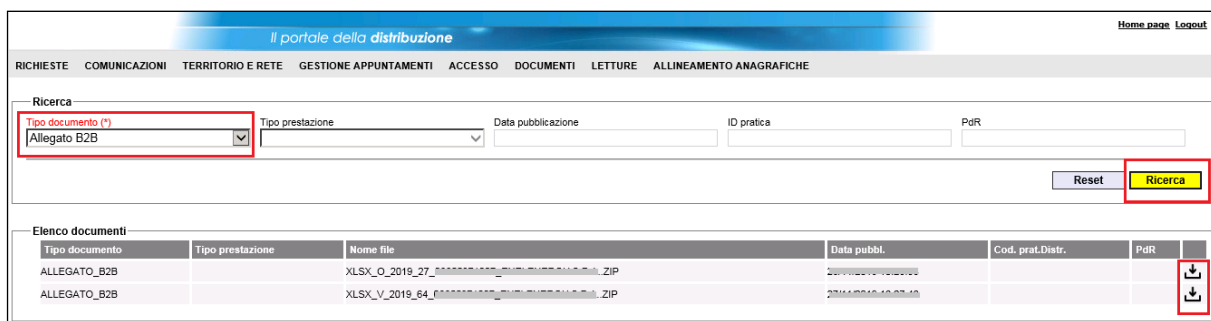 Home page Logout
Il portale della distribuzione
RICHIESTE COMUNICAZIONI TERRITORIO E RETE GESTIONE APPUNTAMENTI ACCESSO DOCUMENTI LETTURE ALLINEAMENTO ANAGRAFICHE
Ricerca
Tipo documento (*) Tipo prestazione Data pubblicazione ID pratica PdR
Allegato B2B
Reset Ricerca
Elenco documenti
Tipo documento Tipo prestazione Nome file Data pubbl. Cod. prat.Distr. PdR
ALLEGATO_B2B XLSX_O_2019_27_ .ZIP
ALLEGATO_B2B XLSX_V_2019_64_ .ZIP